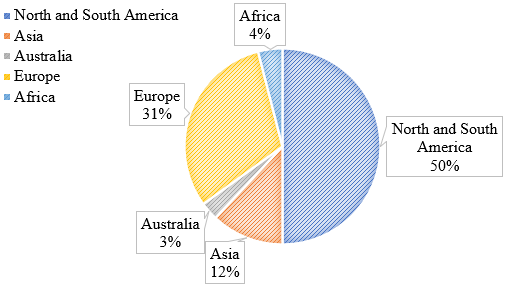 North and South America
Asia
Australia
Europe
Africa
Africa
4%
Europe
31%
North and South
America
50%
Australia
3%
Asia
12%